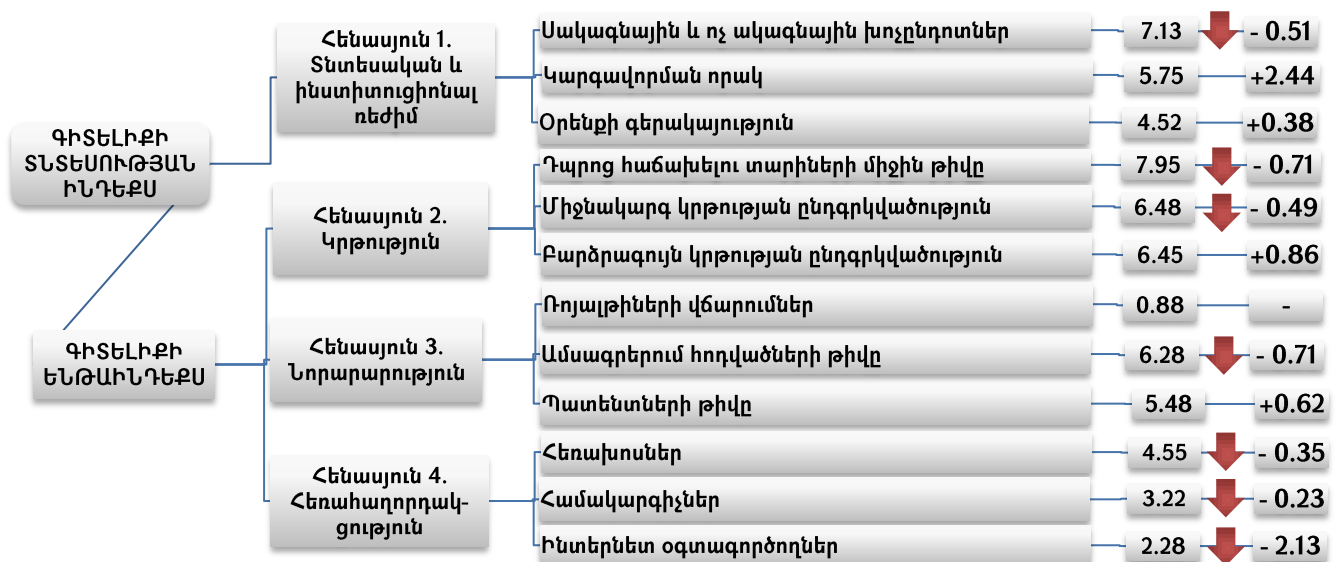 ԳԻՏԵԼԻՔԻ
ՏՆՏԵՍՈՒԹՅԱՆ
ԻՆԴԵՔՍ
Հենասյուն 1.
Տնտեսական և
ինստիտուցիոնալ
ռեժիմ
Սակագնային և ոչ ակագնային խոչընդոտներ 7.13 - 0.51
Կարգավորման որակ 5.75 +2.44
Օրենքի գերակայություն 4.52 +0.38
Հենասյուն 2.
Կրթություն
Դպրոց հաճախելու տարիների միջին թիվը 7.95 - 0.71
Միջնակարգ կրթության ընդգրկվածություն 6.48 - 0.49
Բարձրագույն կրթության ընդգրկվածություն 6.45 +0.86
ԳԻՏԵԼԻՔԻ
ԵՆԹԱԻՆԴԵՔՍ
Հենասյուն 3.
Նորարարություն
Ռոյալթիների վճարումներ 0.88 -
Ամսագրերում հոդվածների թիվը 6.28 - 0.71
Պատենտների թիվը 5.48 +0.62
Հենասյուն 4.
Հեռահաղորդակ-
ցություն
Հեռախոսներ 4.55 - 0.35
Համակարգիչներ 3.22 - 0.23
Ինտերնետ օգտագործողներ 2.28 - 2.13